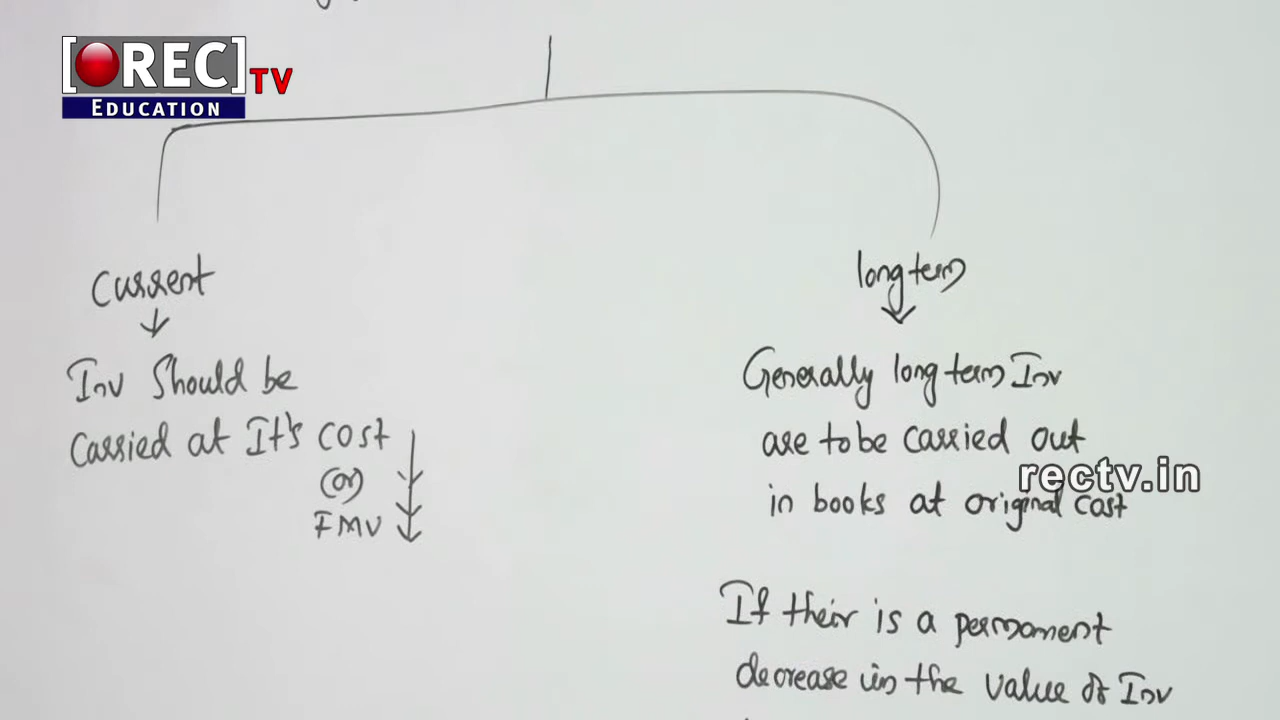 [REC] TV
EDUCATION
Current
Inv Should be
carried at It's cost
(or)
FMV
long term
Generally long term Inv
are to be carried out
rectv.in
in books at original cost
If their is a permoment
decrease in the value of Inv